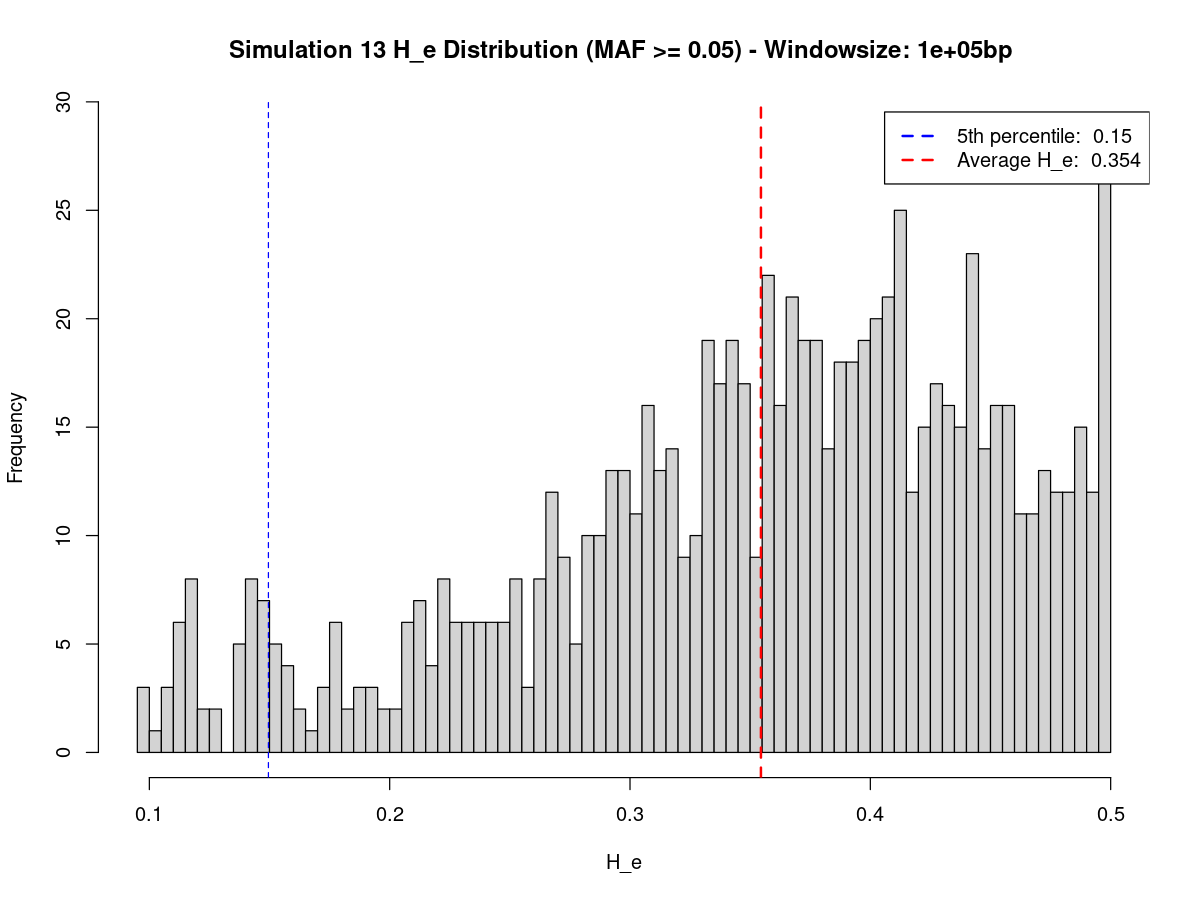 Simulation 13 H_e Distribution (MAF >= 0.05) - Windowsize: 1e+05bp
5th percentile:  0.15
Average H_e:  0.354
Frequency
30
25
20
15
10
5
0
0.1 0.2 0.3 0.4 0.5
H_e